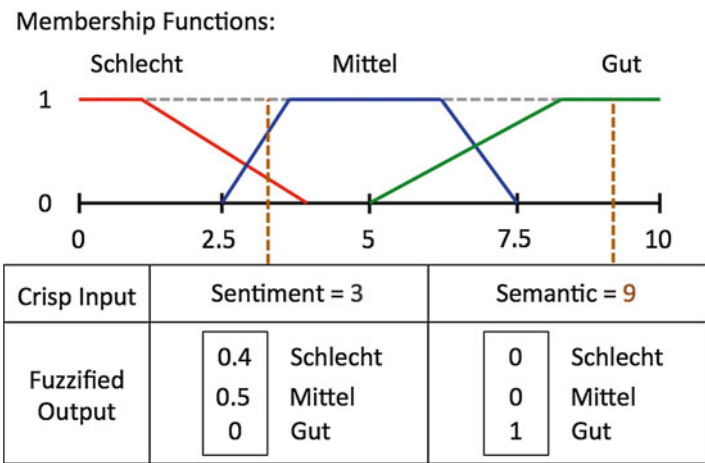 Membership Functions:
Schlecht Mittel Gut
1
0
0 2.5 5 7.5 10
Crisp Input Sentiment = 3 Semantic = 9
Fuzzified Output
0.4 Schlecht
0.5 Mittel
0 Gut
0 Schlecht
0 Mittel
1 Gut